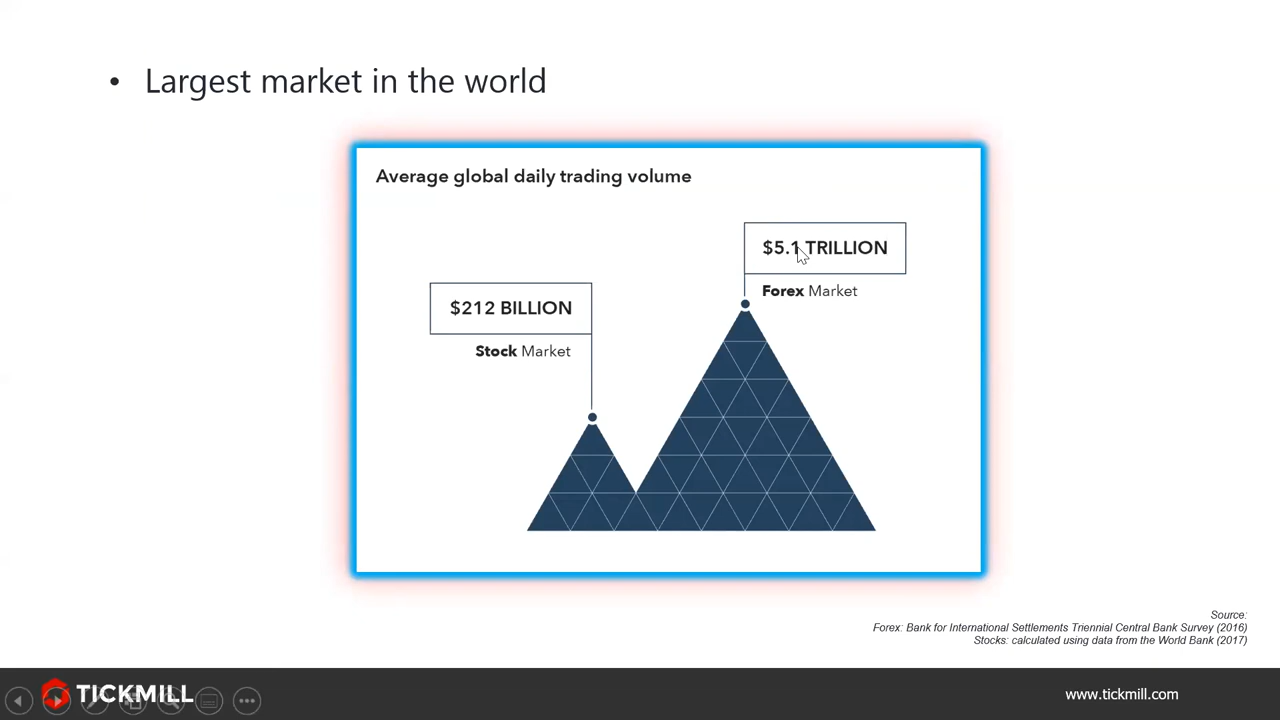 • Largest market in the world
Average global daily trading volume
$5.1 TRILLION
Forex Market
$212 BILLION
Stock Market
Source:
Forex: Bank for International Settlements Triennial Central Bank Survey (2016)
Stocks: calculated using data from the World Bank (2017)
TICKMILL
www.tickmill.com